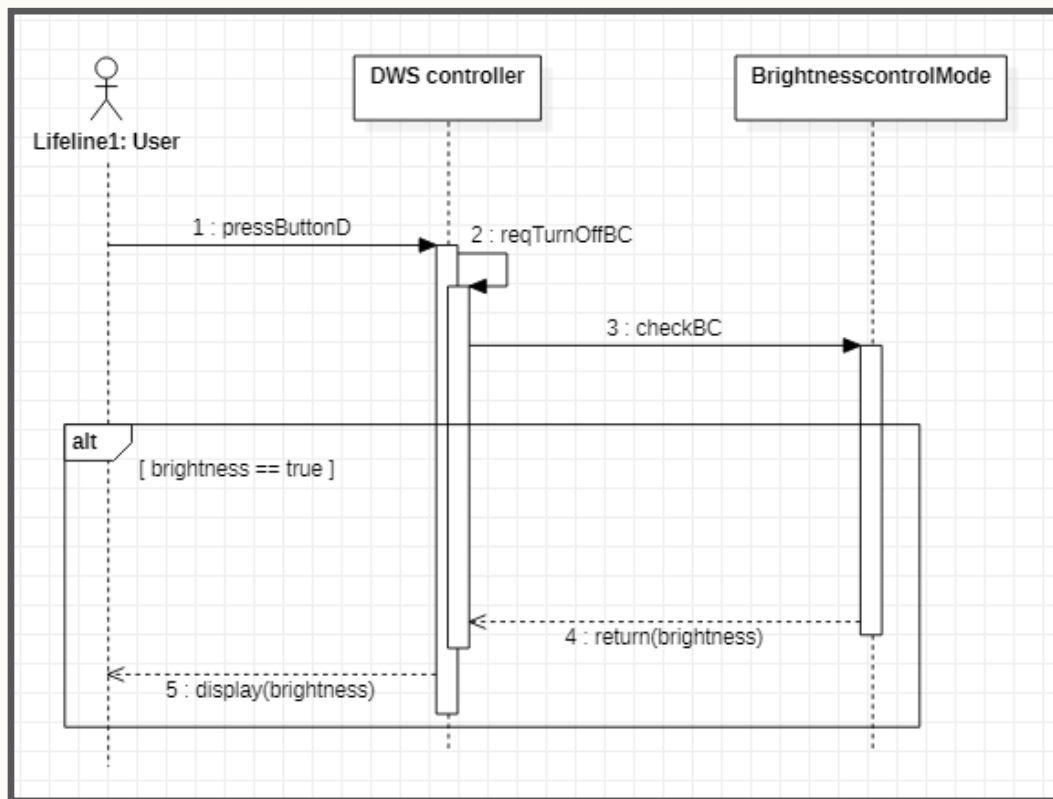 DWS controller
BrightnesscontrolMode
Lifeline1: User
1 : pressButtonD
2 : reqTurnOffBC
3 : checkBC
alt
[ brightness == true ]
4 : return(brightness)
5 : display(brightness)